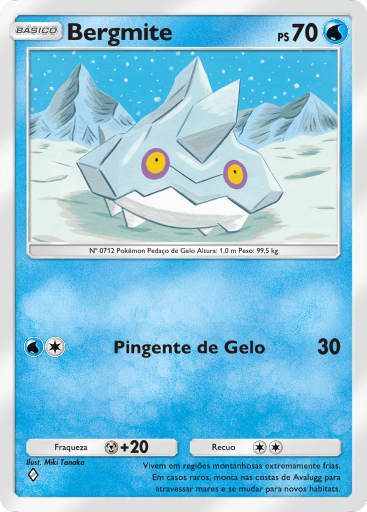 BÁSICO Bergmite PS 70
Nº 0712 Pokémon Pedaço de Gelo Altura: 1,0 m Peso: 99,5 kg
Pingente de Gelo 30
Fraqueza +20 Recuo
Ilust. Miki Tanaka
Vivem em regiões montanhosas extremamente frias.
Em casos raros, monta nas costas de Avalugg para
atravessar mares e se mudar para novos habitats.